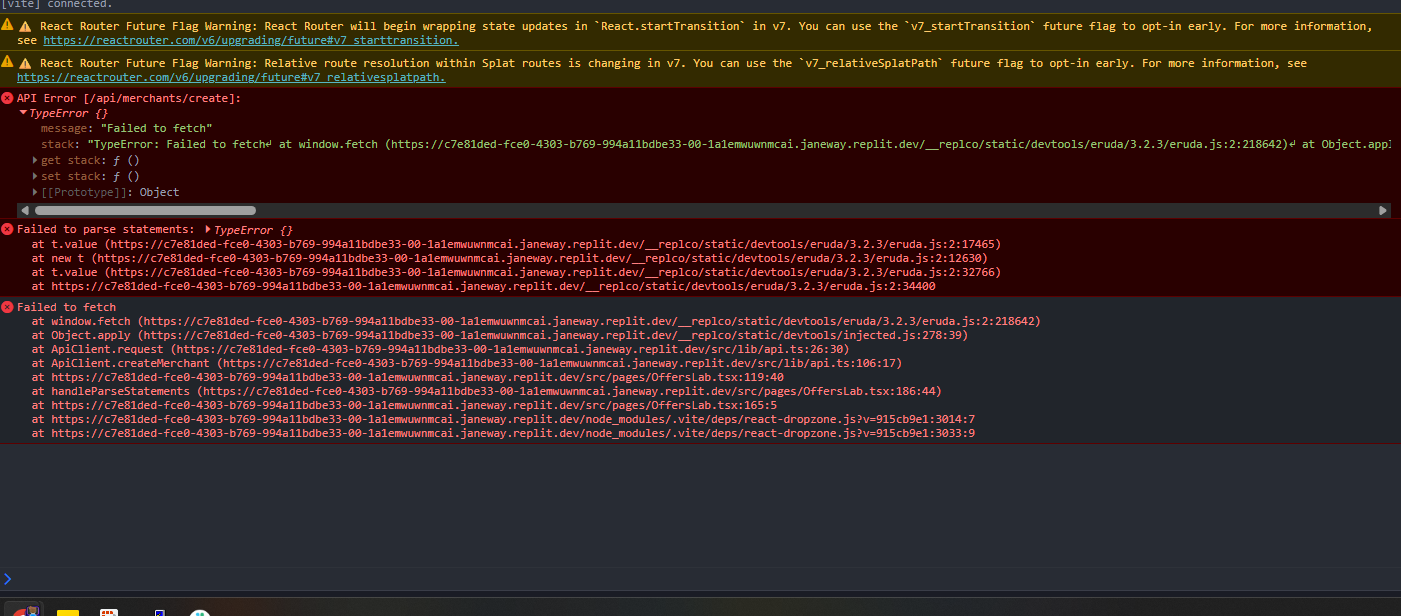 [vite] connected.
⚠ React Router Future Flag Warning: React Router will begin wrapping state updates in `React.startTransition` in v7. You can use the `v7_startTransition` future flag to opt-in early. For more information,
see https://reactrouter.com/v6/upgrading/future#v7_starttransition.
⚠ React Router Future Flag Warning: Relative route resolution within Splat routes is changing in v7. You can use the `v7_relativeSplatPath` future flag to opt-in early. For more information, see
https://reactrouter.com/v6/upgrading/future#v7_relativesplatpath.
API Error [/api/merchants/create]:
TypeError {}
message: "Failed to fetch"
stack: "TypeError: Failed to fetch↵ at window.fetch (https://c7e81ded-fce0-4303-b769-994a11bdbe33-00-1a1emwuwnmcai.janeway.replit.dev/__replco/static/devtools/eruda/3.2.3/eruda.js:2:218642)↵ at Object.appl
get stack: ƒ ()
set stack: ƒ ()
[[Prototype]]: Object
Failed to parse statements: TypeError {}
at t.value (https://c7e81ded-fce0-4303-b769-994a11bdbe33-00-1a1emwuwnmcai.janeway.replit.dev/__replco/static/devtools/eruda/3.2.3/eruda.js:2:17465)
at new t (https://c7e81ded-fce0-4303-b769-994a11bdbe33-00-1a1emwuwnmcai.janeway.replit.dev/__replco/static/devtools/eruda/3.2.3/eruda.js:2:12630)
at t.value (https://c7e81ded-fce0-4303-b769-994a11bdbe33-00-1a1emwuwnmcai.janeway.replit.dev/__replco/static/devtools/eruda/3.2.3/eruda.js:2:32766)
at https://c7e81ded-fce0-4303-b769-994a11bdbe33-00-1a1emwuwnmcai.janeway.replit.dev/__replco/static/devtools/eruda/3.2.3/eruda.js:2:34400
Failed to fetch
at window.fetch (https://c7e81ded-fce0-4303-b769-994a11bdbe33-00-1a1emwuwnmcai.janeway.replit.dev/__replco/static/devtools/eruda/3.2.3/eruda.js:2:218642)
at Object.apply (https://c7e81ded-fce0-4303-b769-994a11bdbe33-00-1a1emwuwnmcai.janeway.replit.dev/__replco/static/devtools/injected.js:278:39)
at ApiClient.request (https://c7e81ded-fce0-4303-b769-994a11bdbe33-00-1a1emwuwnmcai.janeway.replit.dev/src/lib/api.ts:26:30)
at ApiClient.createMerchant (https://c7e81ded-fce0-4303-b769-994a11bdbe33-00-1a1emwuwnmcai.janeway.replit.dev/src/lib/api.ts:106:17)
at https://c7e81ded-fce0-4303-b769-994a11bdbe33-00-1a1emwuwnmcai.janeway.replit.dev/src/pages/OffersLab.tsx:119:40
at handleParseStatements (https://c7e81ded-fce0-4303-b769-994a11bdbe33-00-1a1emwuwnmcai.janeway.replit.dev/src/pages/OffersLab.tsx:186:44)
at https://c7e81ded-fce0-4303-b769-994a11bdbe33-00-1a1emwuwnmcai.janeway.replit.dev/src/pages/OffersLab.tsx:165:5
at https://c7e81ded-fce0-4303-b769-994a11bdbe33-00-1a1emwuwnmcai.janeway.replit.dev/node_modules/.vite/deps/react-dropzone.js?v=915cb9e1:3014:7
at https://c7e81ded-fce0-4303-b769-994a11bdbe33-00-1a1emwuwnmcai.janeway.replit.dev/node_modules/.vite/deps/react-dropzone.js?v=915cb9e1:3033:9